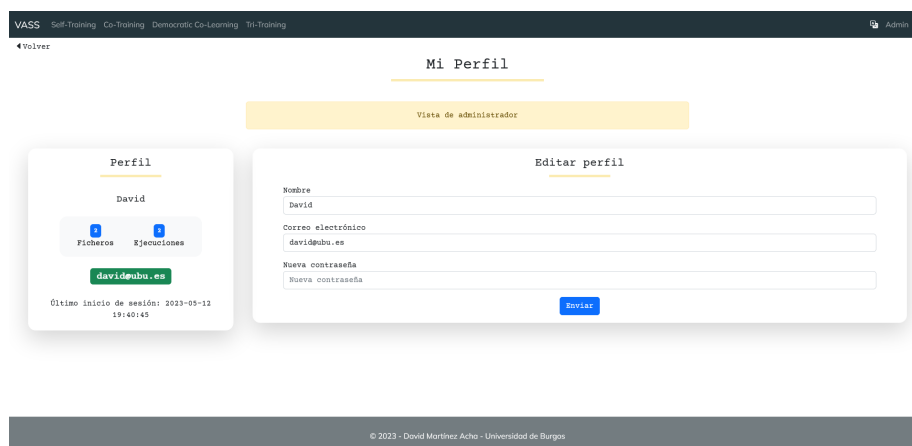 VASS Self-Training Co-Training Democratic Co-Learning Tri-Training Admin
Volver
Mi Perfil
Vista de administrador
Perfil
David
2 2
Ficheros Ejecuciones
david@ubu.es
Último inicio de sesión: 2023-05-12
19:40:45
Editar perfil
Nombre
David
Correo electrónico
david@ubu.es
Nueva contraseña
Nueva contraseña
Enviar
© 2023 - David Martínez Acha - Universidad de Burgos